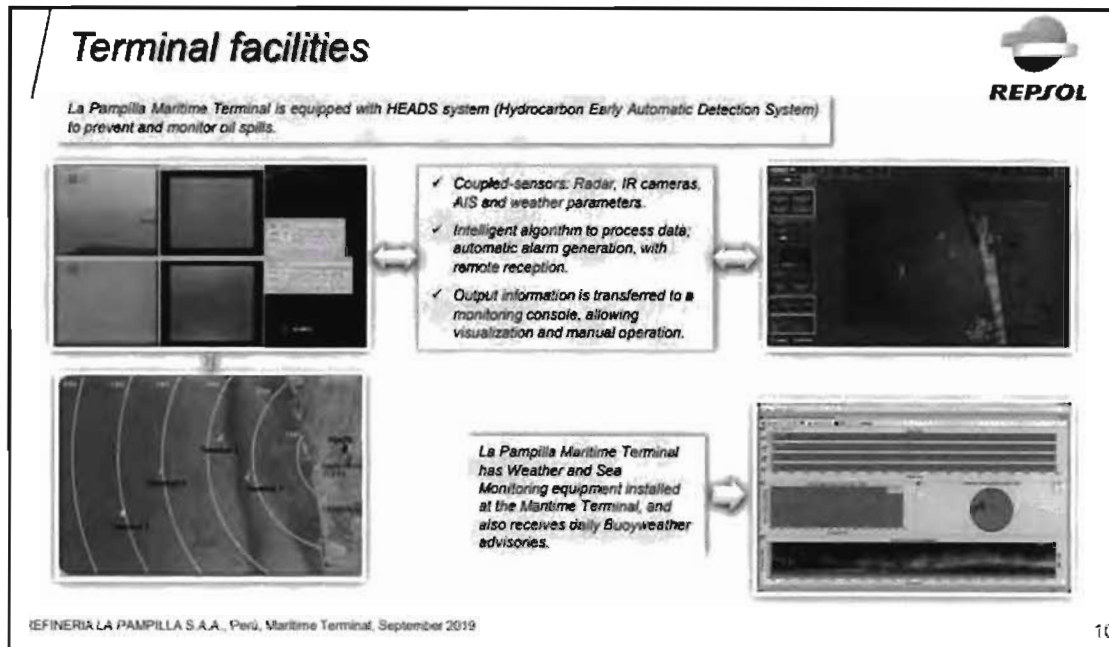 Terminal facilities
REPSOL
La Pampilla Maritime Terminal is equipped with HEADS system (Hydrocarbon Early Automatic Detection System)
to prevent and monitor oil spills.
✓ Coupled-sensors: Radar, IR cameras,
AIS and weather parameters.
✓ Intelligent algorithm to process data;
automatic alarm generation, with
remote reception.
✓ Output information is transferred to a
monitoring console, allowing
visualization and manual operation.
La Pampilla Maritime Terminal
has Weather and Sea
Monitoring equipment installed
at the Maritime Terminal, and
also receives daily Buoyweather
advisories.
REFINERIA LA PAMPILLA S.A.A., Perú, Maritime Terminal, September 2019